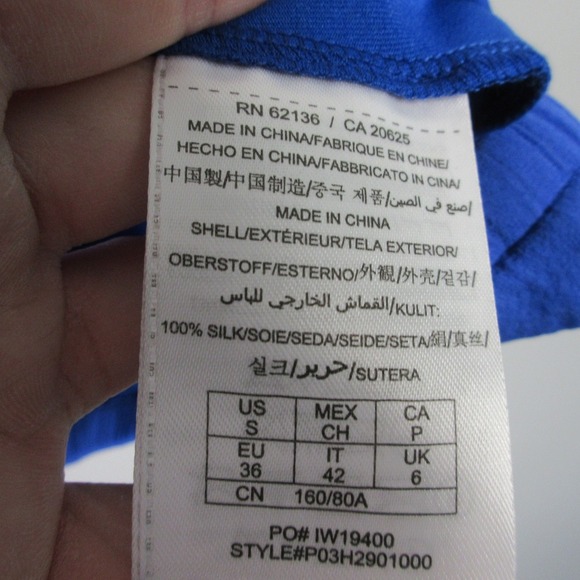 RN 62136 / CA 20625
MADE IN CHINA/FABRIQUE EN CHINE/
HECHO EN CHINA/FABBRICATO IN CINA/
中国製/中国制造/중국 제품/صنع في الصين/
MADE IN CHINA
SHELL/EXTÉRIEUR/TELA EXTERIOR/
OBERSTOFF/ESTERNO/外観/外壳/겉감/
القماش الخارجي للباس/KULIT:
100% SILK/SOIE/SEDA/SEIDE/SETA/絹/真丝/
실크/حرير/SUTERA
US MEX CA
S CH P
EU IT UK
36 42 6
CN 160/80A
PO# IW19400
STYLE#P03H2901000